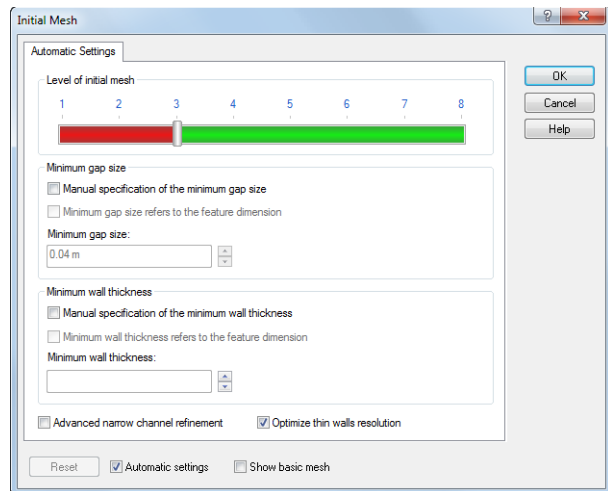 Initial Mesh
?
X
Automatic Settings
Level of initial mesh
1 2 3 4 5 6 7 8
OK
Cancel
Help
Minimum gap size
Manual specification of the minimum gap size
Minimum gap size refers to the feature dimension
Minimum gap size:
0.04 m
Minimum wall thickness
Manual specification of the minimum wall thickness
Minimum wall thickness refers to the feature dimension
Minimum wall thickness:
Advanced narrow channel refinement Optimize thin walls resolution
Reset Automatic settings Show basic mesh